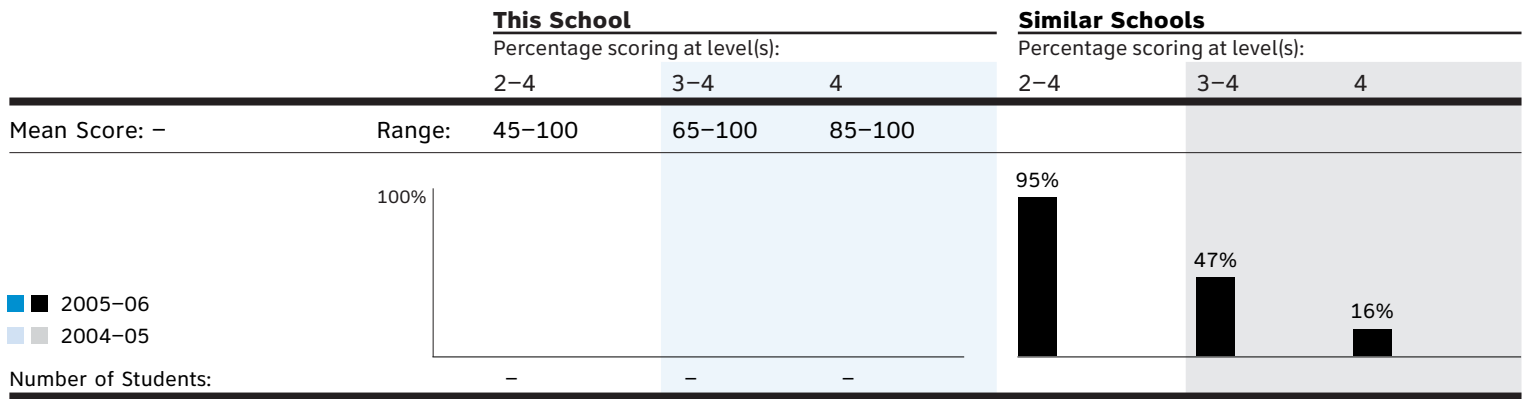 This School Similar Schools
Percentage scoring at level(s): Percentage scoring at level(s):
2–4 3–4 4 2–4 3–4 4
Mean Score: – Range: 45–100 65–100 85–100
95%
100%
47%
2005–06
16%
2004–05
Number of Students: – – –